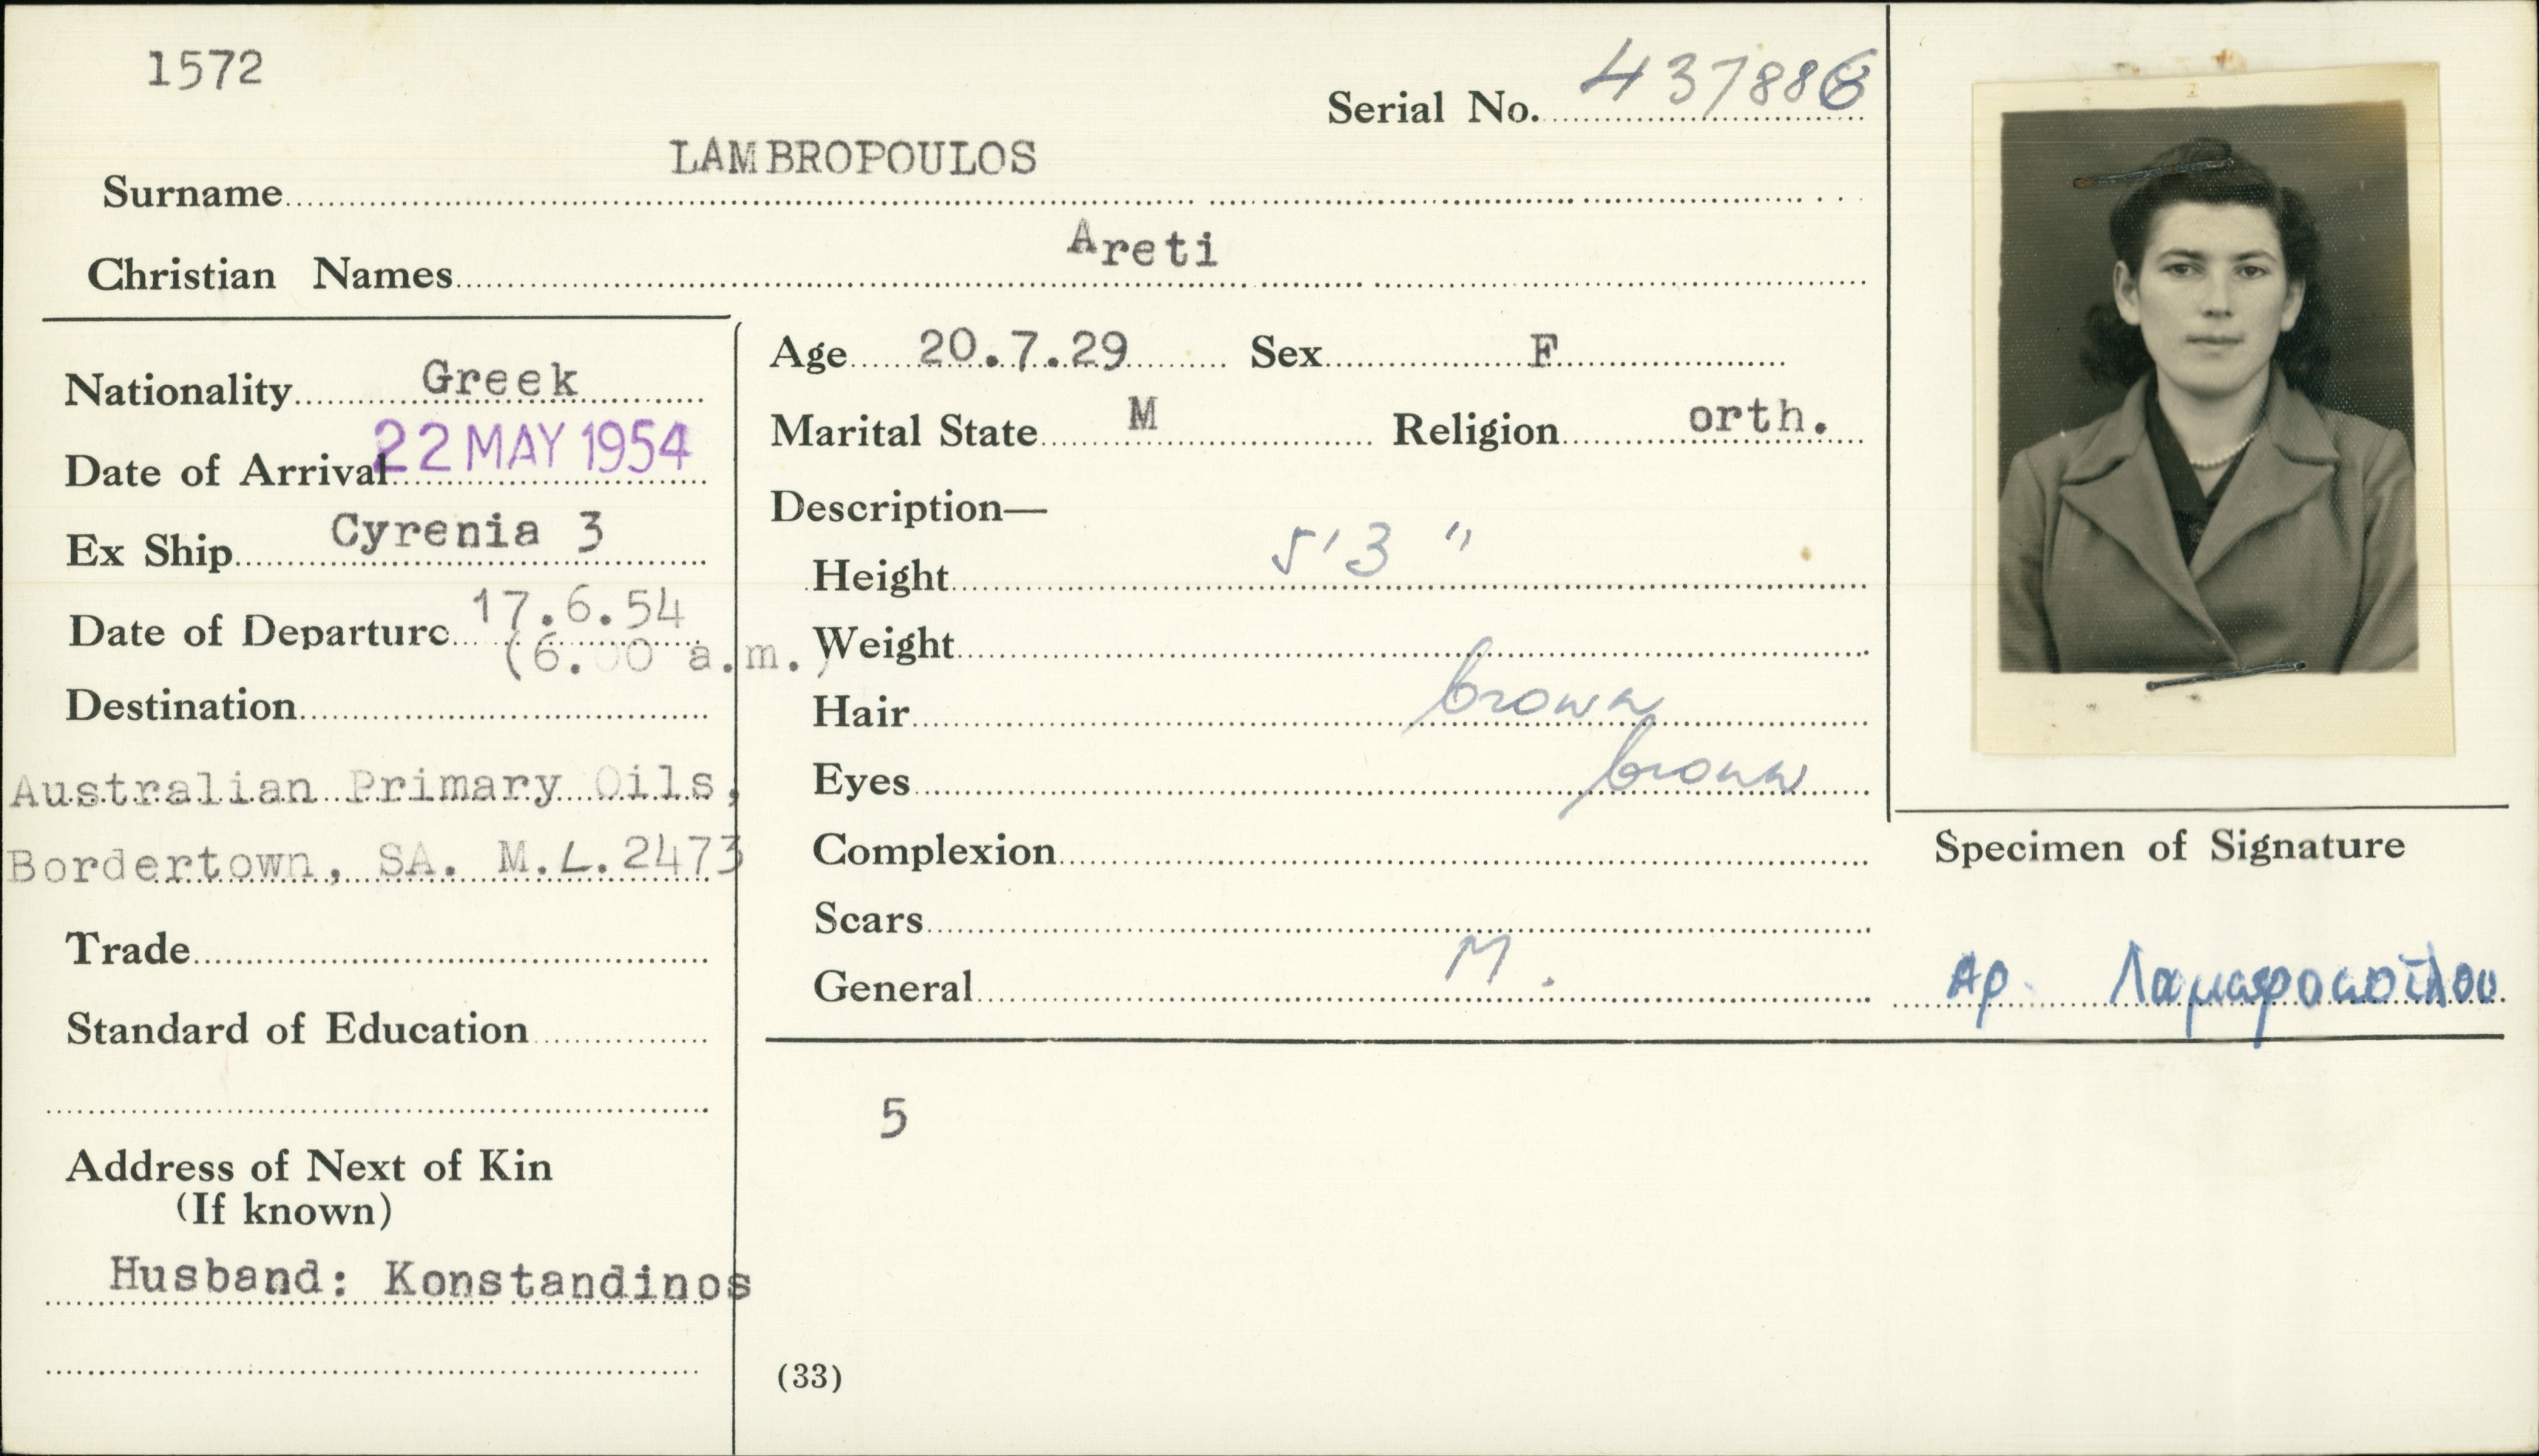 1572
Serial No. 437886
Surname LAMBROPOULOS
Christian Names Areti
Nationality Greek
Date of Arrival 22 MAY 1954
Ex Ship Cyrenia 3
Date of Departure 17.6.54
(6.00 a.m.)
Destination
Australian Primary Oils,
Bordertown, SA. M.L.2473
Trade
Standard of Education
Address of Next of Kin
(If known)
Husband: Konstandinos
Age 20.7.29 Sex F
Marital State M Religion orth.
Description—
Height 5'3"
Weight
Hair brown
Eyes brown
Complexion
Scars
General M.
5
(33)
Specimen of Signature
Αρ.